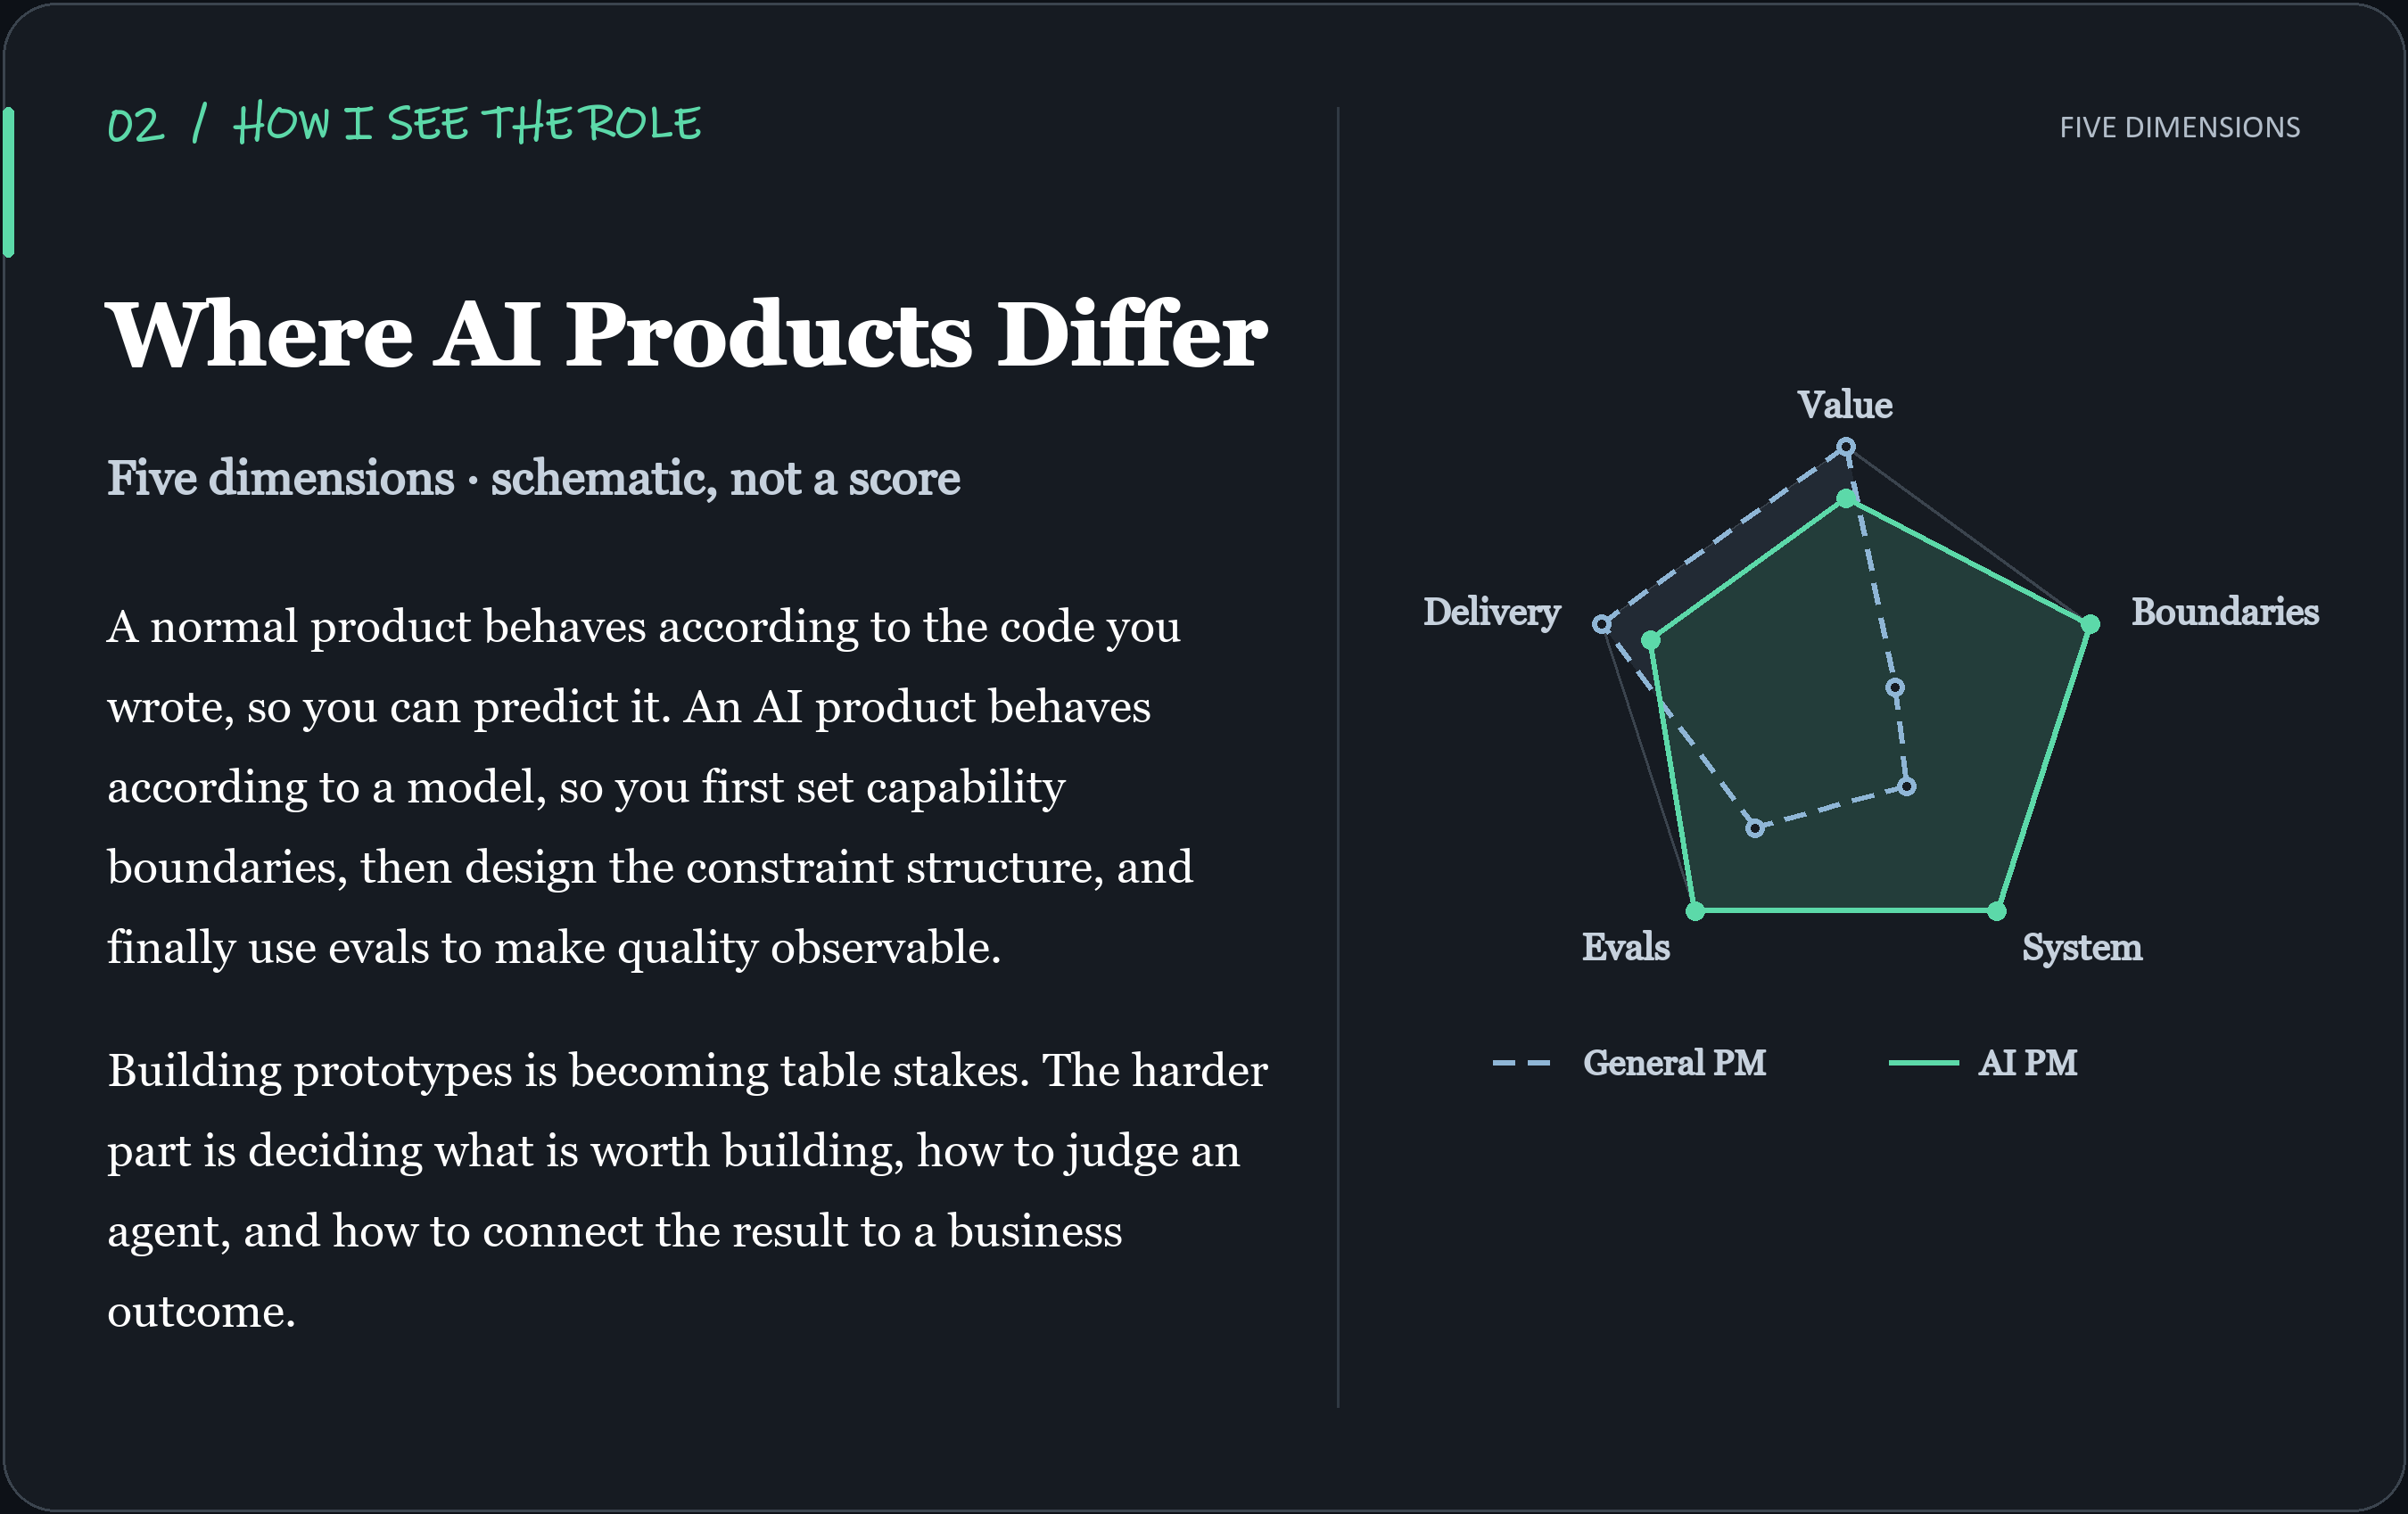 02 / HOW I SEE THE ROLE
FIVE DIMENSIONS
Where AI Products Differ
Five dimensions · schematic, not a score
A normal product behaves according to the code you
wrote, so you can predict it. An AI product behaves
according to a model, so you first set capability
boundaries, then design the constraint structure, and
finally use evals to make quality observable.
Building prototypes is becoming table stakes. The harder
part is deciding what is worth building, how to judge an
agent, and how to connect the result to a business
outcome.
Value
Delivery
Boundaries
Evals
System
General PM
AI PM